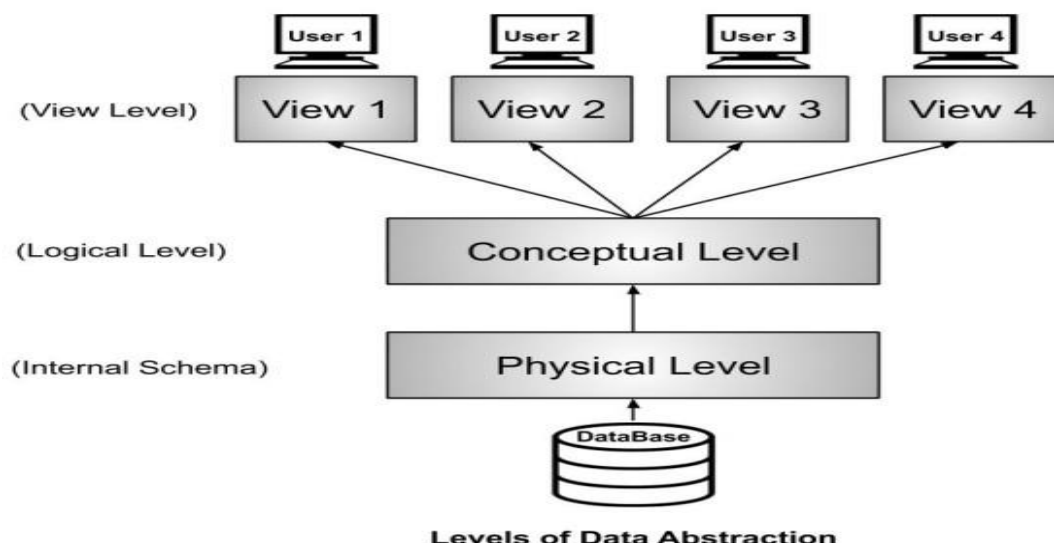 User 1 User 2 User 3 User 4
(View Level) View 1 View 2 View 3 View 4
(Logical Level) Conceptual Level
(Internal Schema) Physical Level
DataBase
Levels of Data Abstraction